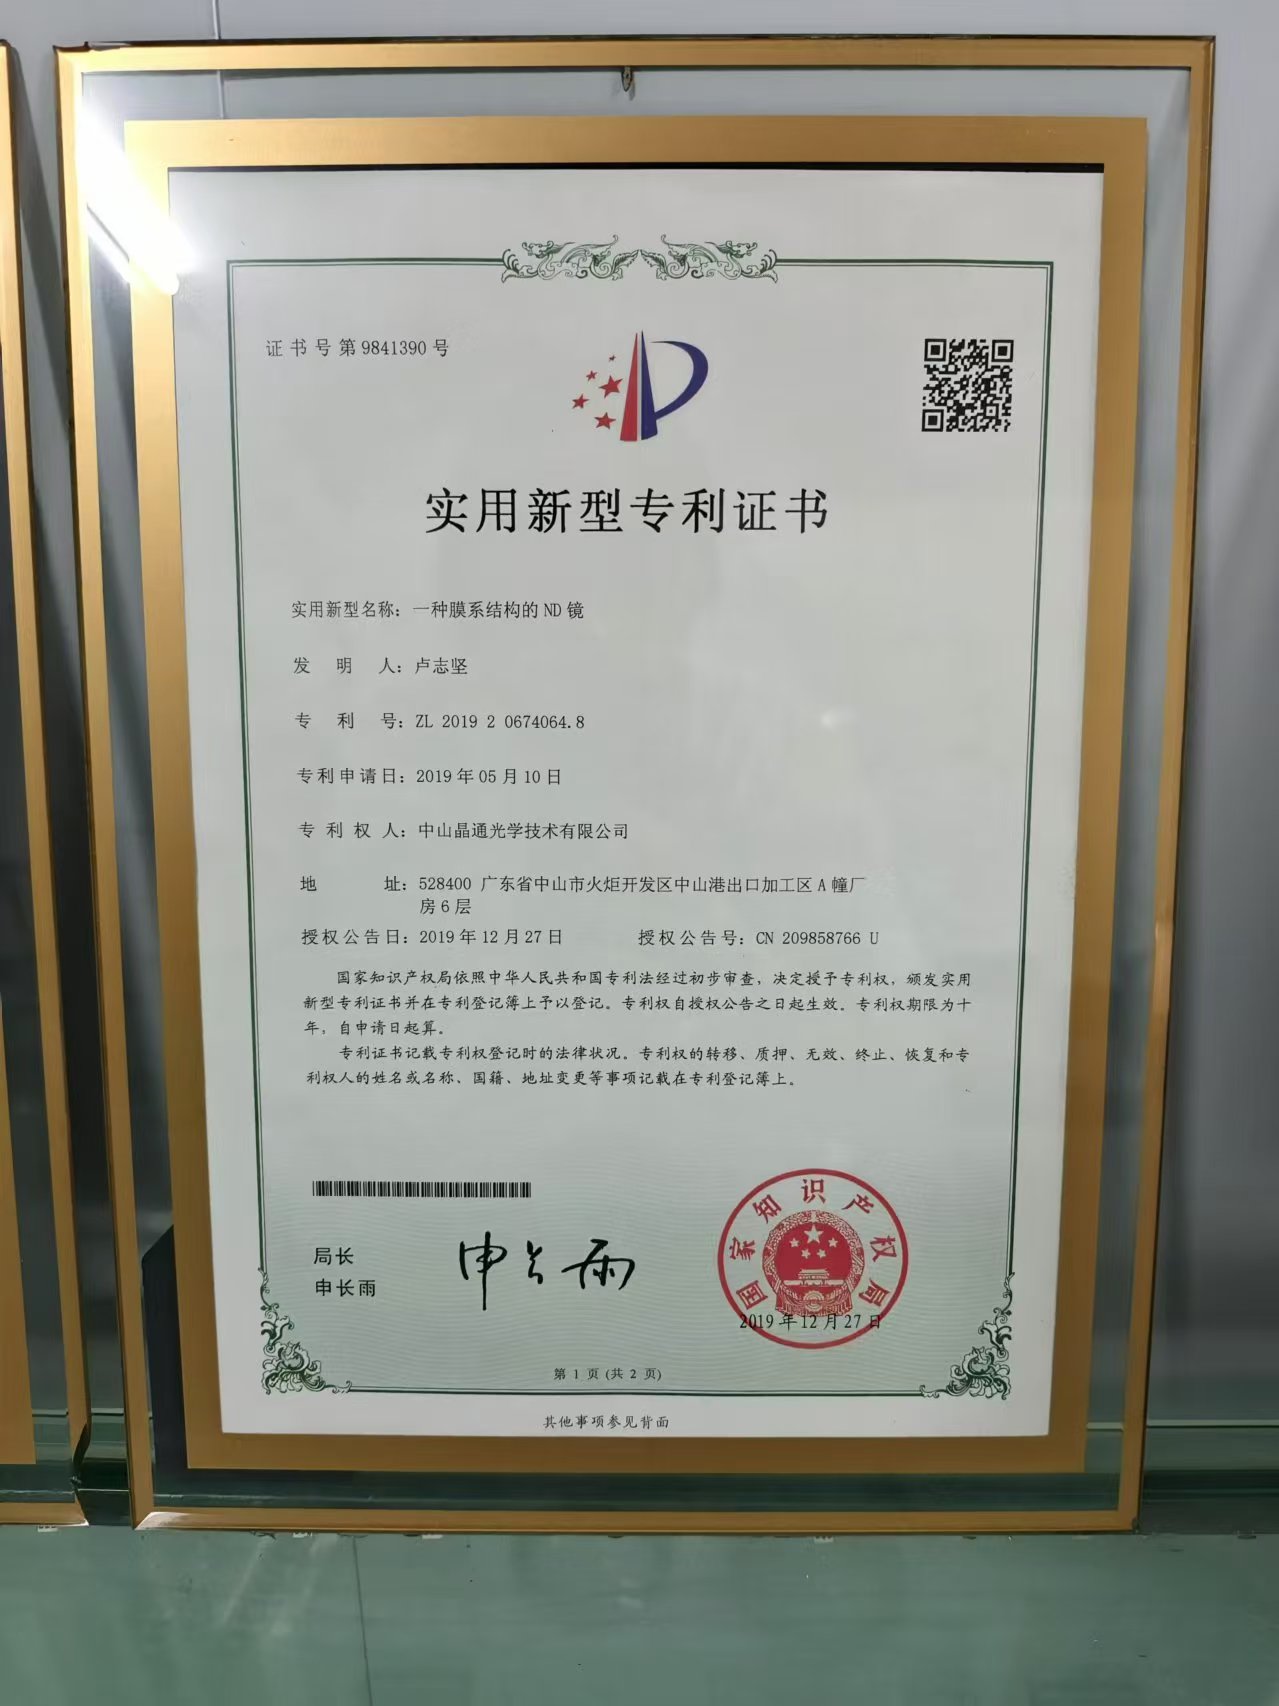 证书号第9841390号
实用新型专利证书
实用新型名称：一种膜系结构的ND镜
发明人：卢志坚
专利号：ZL 2019 2 0674064.8
专利申请日：2019年05月10日
专利权人：中山晶通光学技术有限公司
地址：528400 广东省中山市火炬开发区中山港出口加工区A幢厂
房6层
授权公告日：2019年12月27日 授权公告号：CN 209858766 U
国家知识产权局依照中华人民共和国专利法经过初步审查，决定授予专利权，颁发实用
新型专利证书并在专利登记簿上予以登记。专利权自授权公告之日起生效。专利权期限为十
年，自申请日起算。
专利证书记载专利权登记时的法律状况。专利权的转移、质押、无效、终止、恢复和专
利权人的姓名或名称、国籍、地址变更等事项记载在专利登记簿上。
局长
申长雨
申长雨
国家知识产权局
2019年12月27日
第 1 页 (共 2 页)
其他事项参见背面